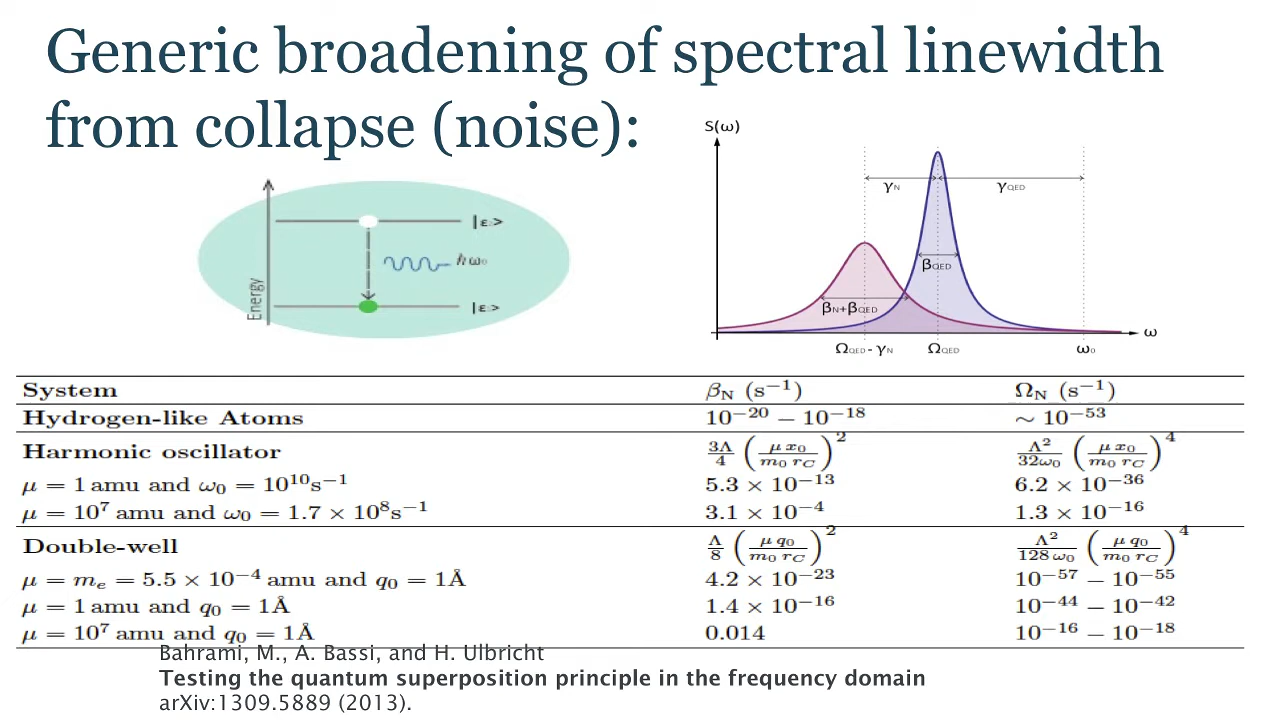 Generic broadening of spectral linewidth
from collapse (noise):
S(ω)
γN
γQED
βQED
βN+βQED
ΩQED - γN
ΩQED
ω₀
ω
Energy
|ε >
ħω₀
|ε >
System βN (s⁻¹) ΩN (s⁻¹)
Hydrogen-like Atoms 10⁻²⁰ − 10⁻¹⁸ ∼ 10⁻⁵³
Harmonic oscillator 3Λ/4 (μ x₀/m₀ r_C)² Λ²/32ω₀ (μ x₀/m₀ r_C)⁴
μ = 1 amu and ω₀ = 10¹⁰s⁻¹ 5.3 × 10⁻¹³ 6.2 × 10⁻³⁶
μ = 10⁷ amu and ω₀ = 1.7 × 10⁸s⁻¹ 3.1 × 10⁻⁴ 1.3 × 10⁻¹⁶
Double-well Λ/8 (μ q₀/m₀ r_C)² Λ²/128 ω₀ (μ q₀/m₀ r_C)⁴
μ = mₑ = 5.5 × 10⁻⁴ amu and q₀ = 1Å 4.2 × 10⁻²³ 10⁻⁵⁷ − 10⁻⁵⁵
μ = 1 amu and q₀ = 1Å 1.4 × 10⁻¹⁶ 10⁻⁴⁴ − 10⁻⁴²
μ = 10⁷ amu and q₀ = 1Å 0.014 10⁻¹⁶ − 10⁻¹⁸
Bahrami, M., A. Bassi, and H. Ulbricht
Testing the quantum superposition principle in the frequency domain
arXiv:1309.5889 (2013).